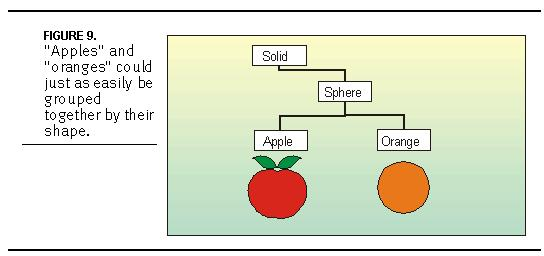 FIGURE 9.
"Apples" and
"oranges" could
just as easily be
grouped
together by their
shape.
Solid
Sphere
Apple
Orange